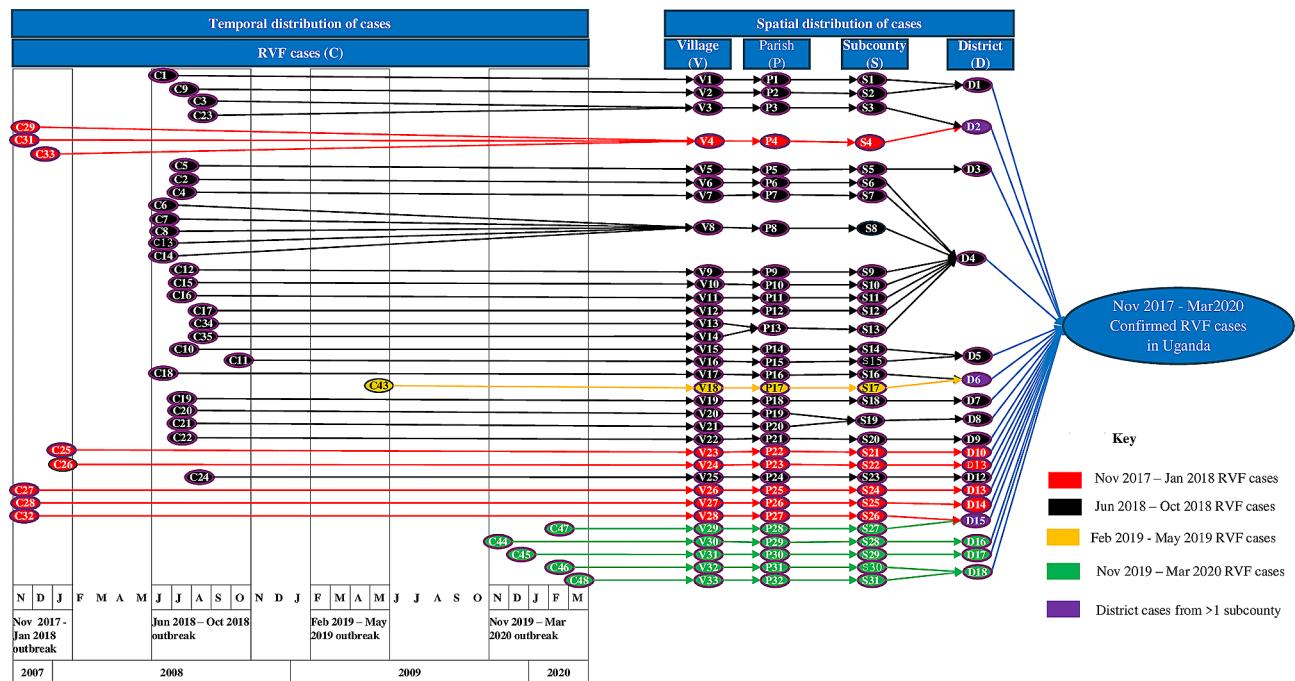 Temporal distribution of cases
Spatial distribution of cases
RVF cases (C)
Village
(V)
Parish
(P)
Subcounty
(S)
District
(D)
C1 V1 P1 S1 D1
C9 V2 P2 S2
C3 V3 P3 S3
C23
C29 D2
C31 V4 P4 S4
C33
C5 V5 P5 S5 D3
C2 V6 P6 S6
C4 V7 P7 S7
C6
C7
C8 V8 P8 S8
C13
C14 D4
C12 V9 P9 S9
C15 V10 P10 S10
C16 V11 P11 S11
C17 V12 P12 S12
C34 V13 P13 S13
C35 V14
C10 V15 P14 S14
C11 V16 P15 S15 D5
C18 V17 P16 S16
C43 V18 P17 S17 D6
C19 V19 P18 S18 D7
C20 V20 P19 S19 D8
C21 V21 P20
C22 V22 P21 S20 D9
C25 V23 P22 S21 D10
C26 V24 P23 S22 D13
C24 V25 P24 S23 D12
C27 V26 P25 S24 D13
C28 V27 P26 S25 D14
C32 V28 P27 S26 D15
C47 V29 P28 S27
C44 V30 P29 S28 D16
C45 V31 P30 S29 D17
C46 V32 P31 S30 D18
C48 V33 P32 S31
Nov 2017 - Mar2020
Confirmed RVF cases
in Uganda
Key
Nov 2017 – Jan 2018 RVF cases
Jun 2018 – Oct 2018 RVF cases
Feb 2019 - May 2019 RVF cases
Nov 2019 – Mar 2020 RVF cases
District cases from >1 subcounty
N D J F M A M J J A S O N D J F M A M J J S O N D J F M
Nov 2017 -
Jan 2018
outbreak
Jun 2018 – Oct 2018
outbreak
Feb 2019 – May
2019 outbreak
Nov 2019 – Mar
2020 outbreak
2007 2008 2009 2020